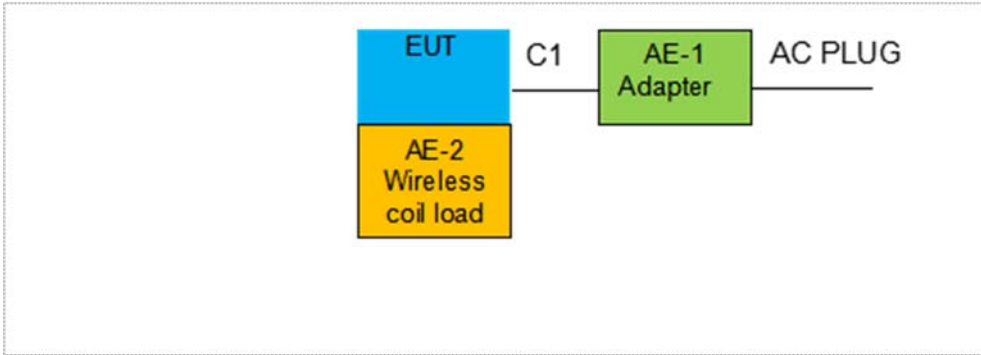 EUT
C1
AE-1
Adapter
AC PLUG
AE-2
Wireless
coil load